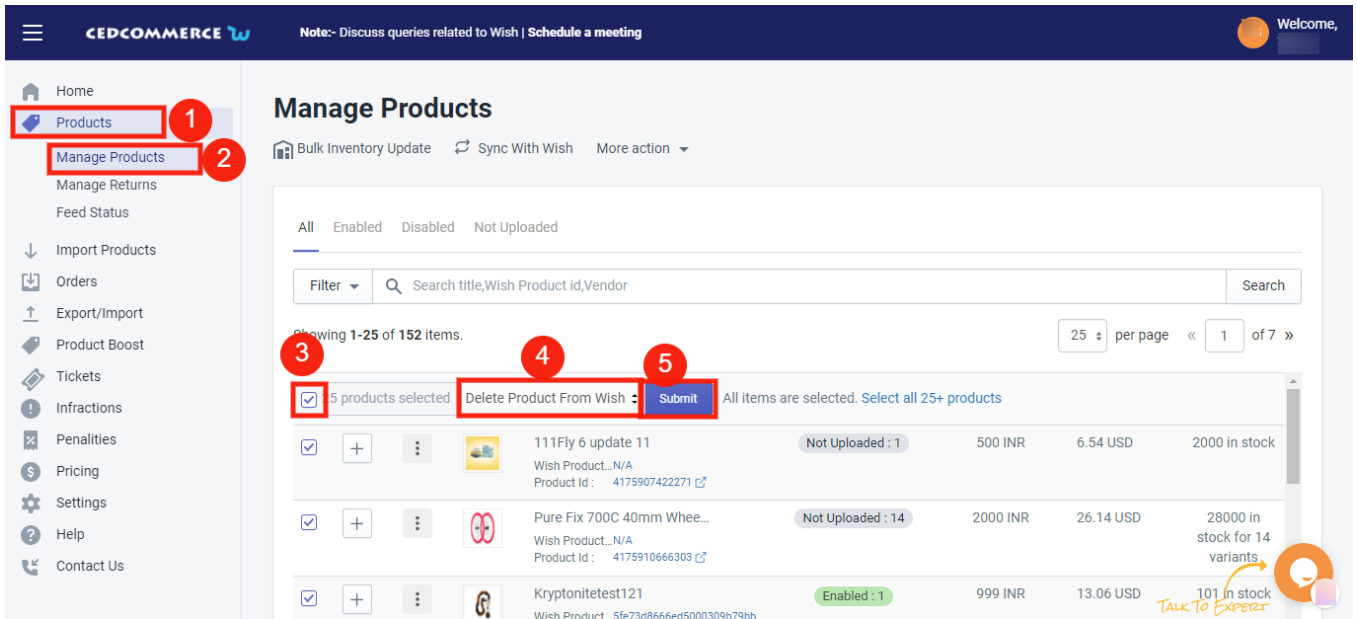 CEDCOMMERCE
Note:- Discuss queries related to Wish | Schedule a meeting
Welcome,
Home
Products
1
Manage Products
2
Manage Returns
Feed Status
Import Products
Orders
Export/Import
Product Boost
Tickets
Infractions
Penalities
Pricing
Settings
Help
Contact Us
Manage Products
Bulk Inventory Update Sync With Wish More action
All Enabled Disabled Not Uploaded
Filter Search title,Wish Product id,Vendor Search
Showing 1-25 of 152 items. 25 per page « 1 of 7 »
3 4 5
25 products selected Delete Product From Wish Submit All items are selected. Select all 25+ products
111Fly 6 update 11 Not Uploaded : 1 500 INR 6.54 USD 2000 in stock
Wish Product...N/A
Product Id : 4175907422271
Pure Fix 700C 40mm Whee... Not Uploaded : 14 2000 INR 26.14 USD 28000 in
stock for 14
variants
Wish Product...N/A
Product Id : 4175910666303
Kryptonitetest121 Enabled : 1 999 INR 13.06 USD 101 in stock
Wish Product...5fe73d8666ed5000309b79bb
TALK TO EXPERT